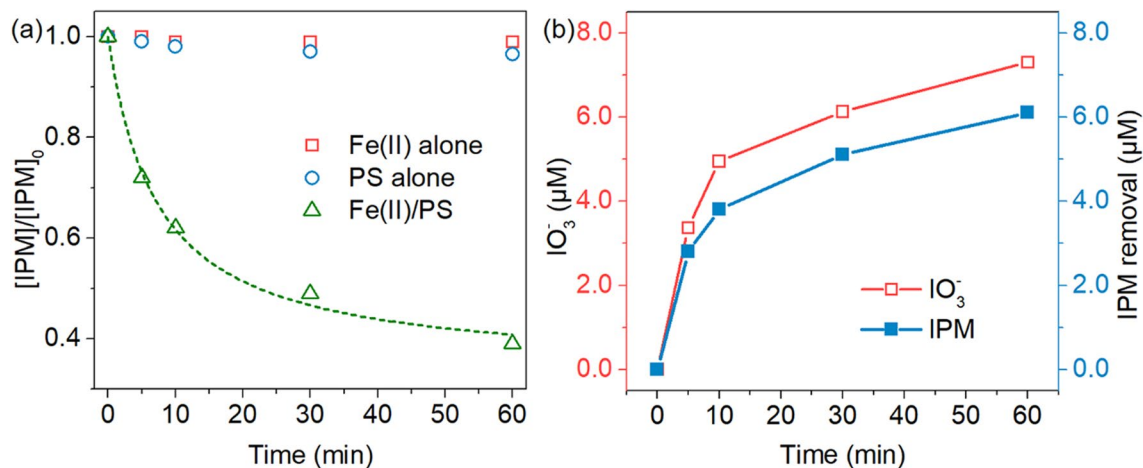 (a)
1.0
0.8
0.6
0.4
[IPM]/[IPM]₀
Fe(II) alone
PS alone
Fe(II)/PS
0 10 20 30 40 50 60
Time (min)
(b)
8.0
6.0
4.0
2.0
0.0
IO₃⁻ (μM)
IO₃⁻
IPM
8.0
6.0
4.0
2.0
0.0
IPM removal (μM)
0 10 20 30 40 50 60
Time (min)